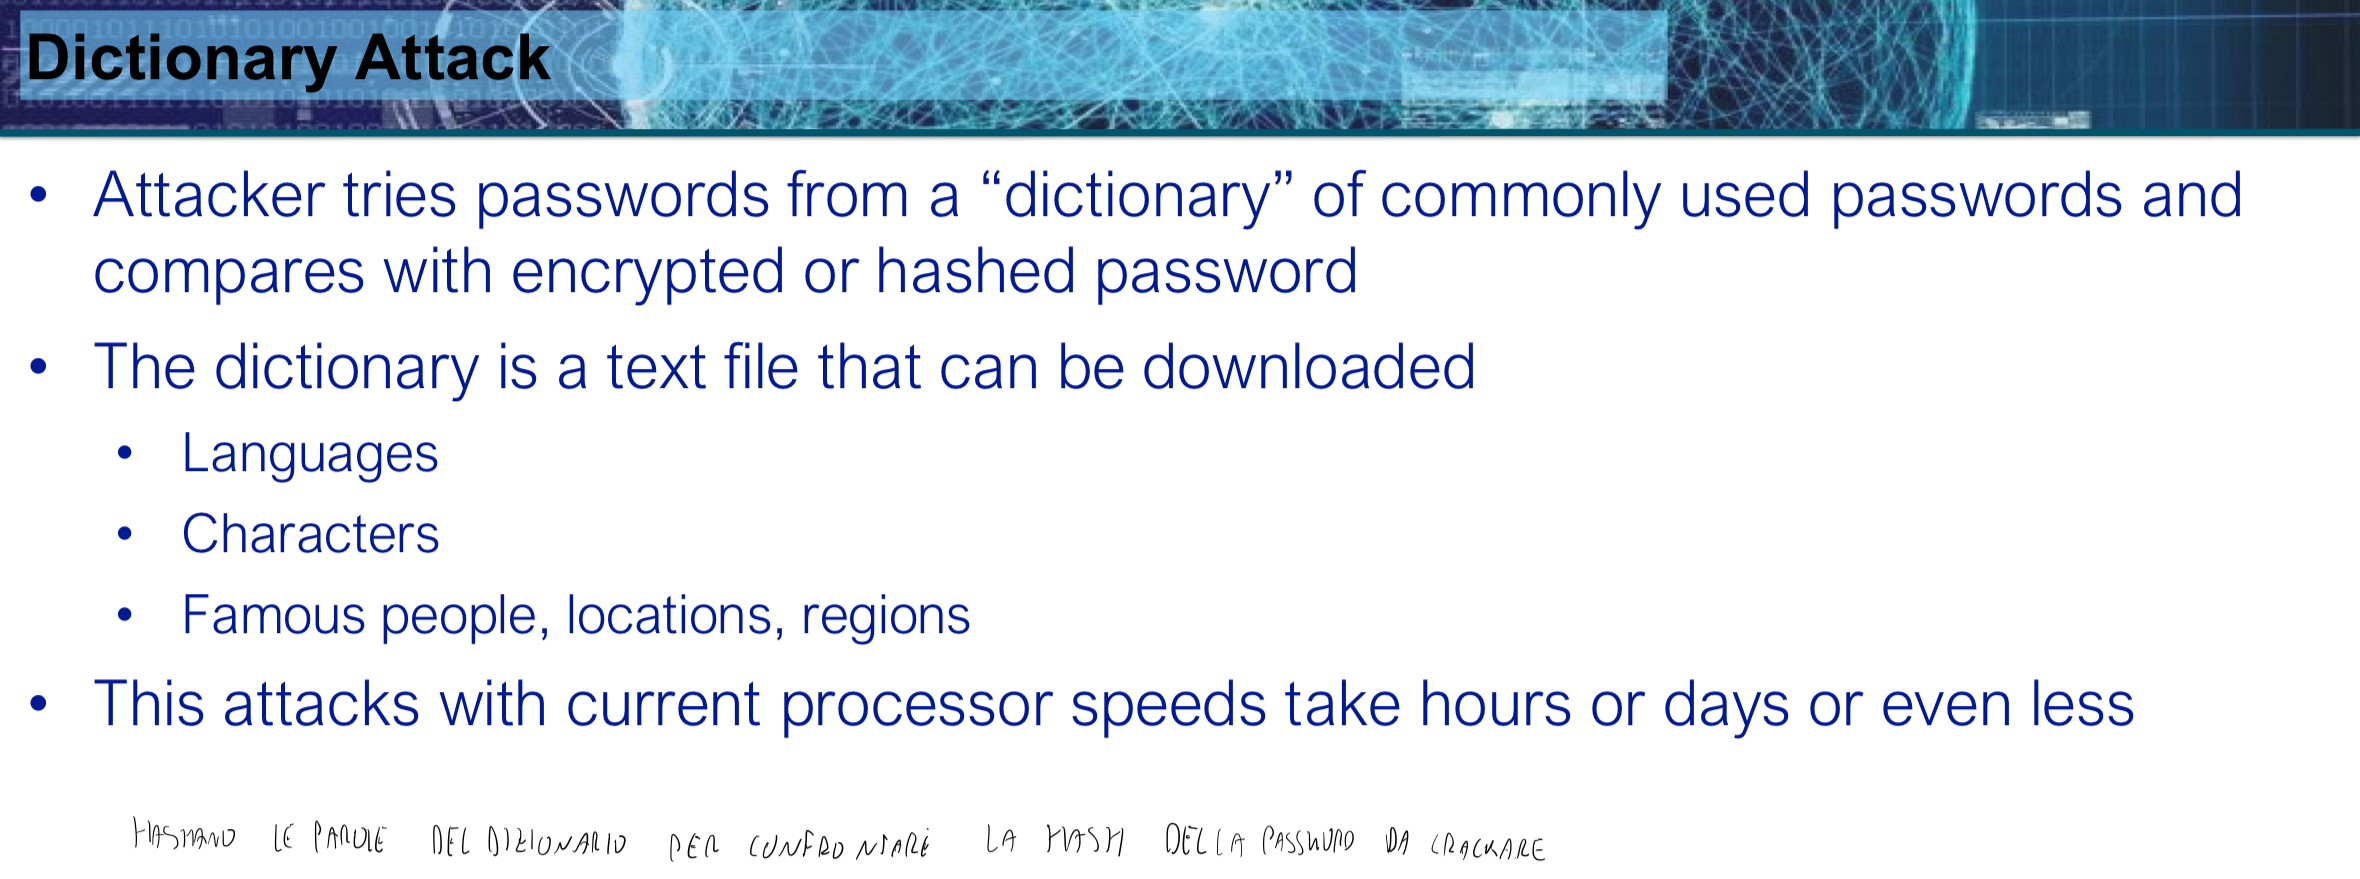 Dictionary Attack
• Attacker tries passwords from a “dictionary” of commonly used passwords and
compares with encrypted or hashed password
• The dictionary is a text file that can be downloaded
• Languages
• Characters
• Famous people, locations, regions
• This attacks with current processor speeds take hours or days or even less
HASHANO LE PAROLE DEL DIZIONARIO PER CONFRONTARE LA HASH DELLA PASSWORD DA CRACKARE